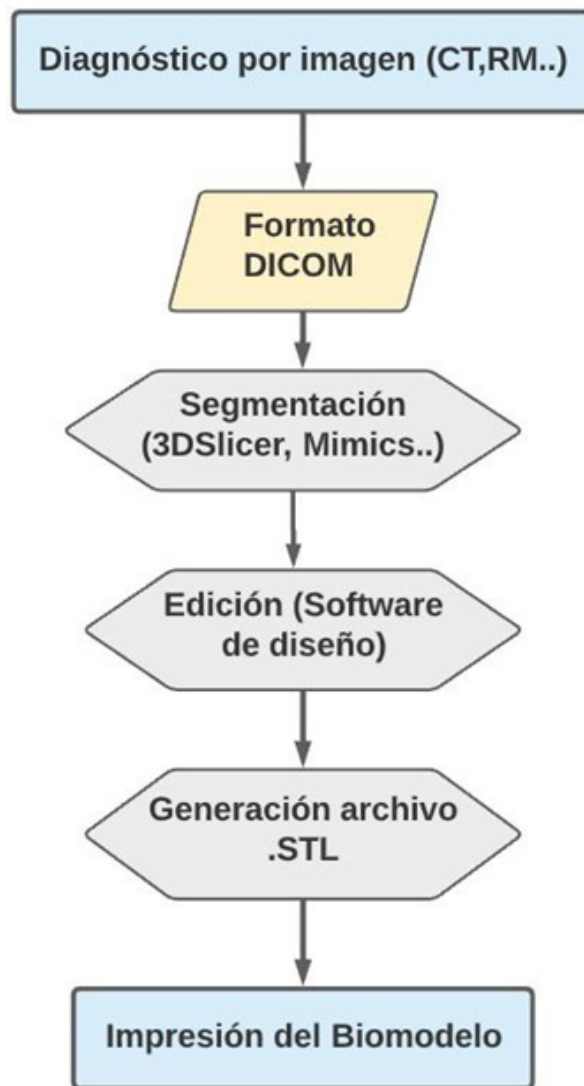 Diagnóstico por imagen (CT,RM..)
Formato
DICOM
Segmentación
(3DSlicer, Mimics..)
Edición (Software
de diseño)
Generación archivo
.STL
Impresión del Biomodelo